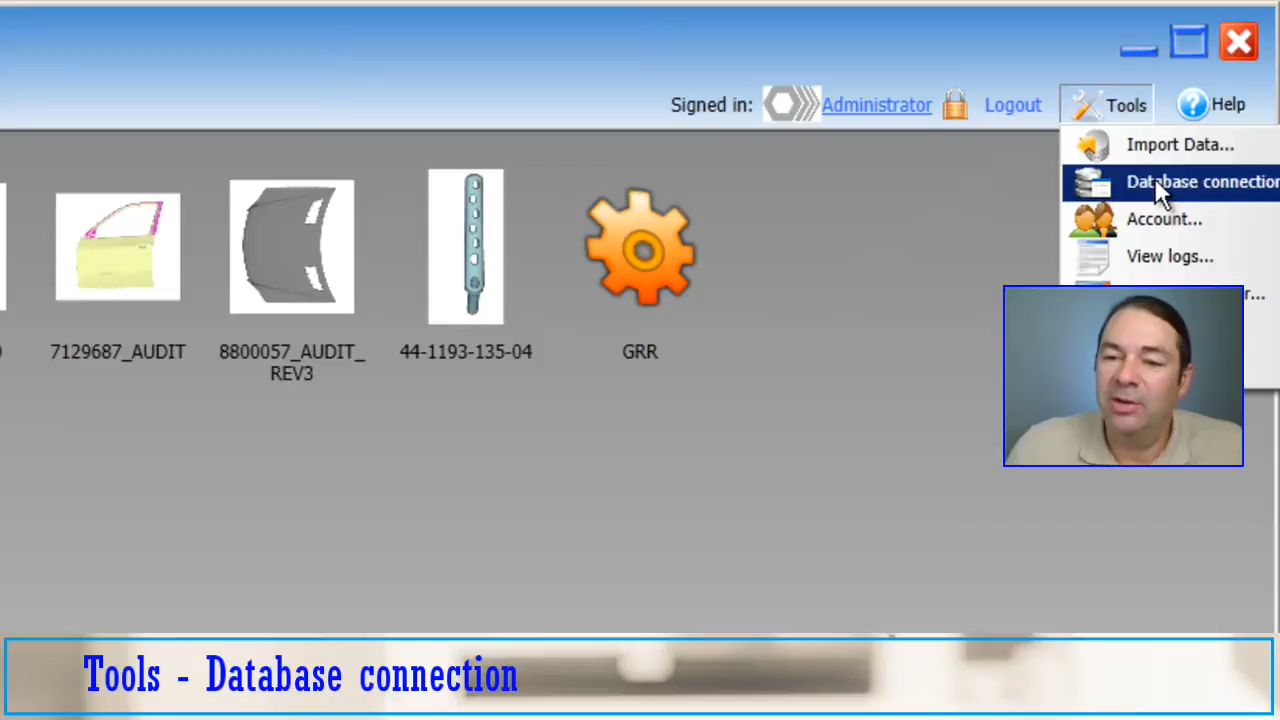 Signed in: Administrator Logout Tools Help
Import Data...
Database connection
Account...
View logs...
r...
7129687_AUDIT
8800057_AUDIT_
REV3
44-1193-135-04
GRR
Tools - Database connection